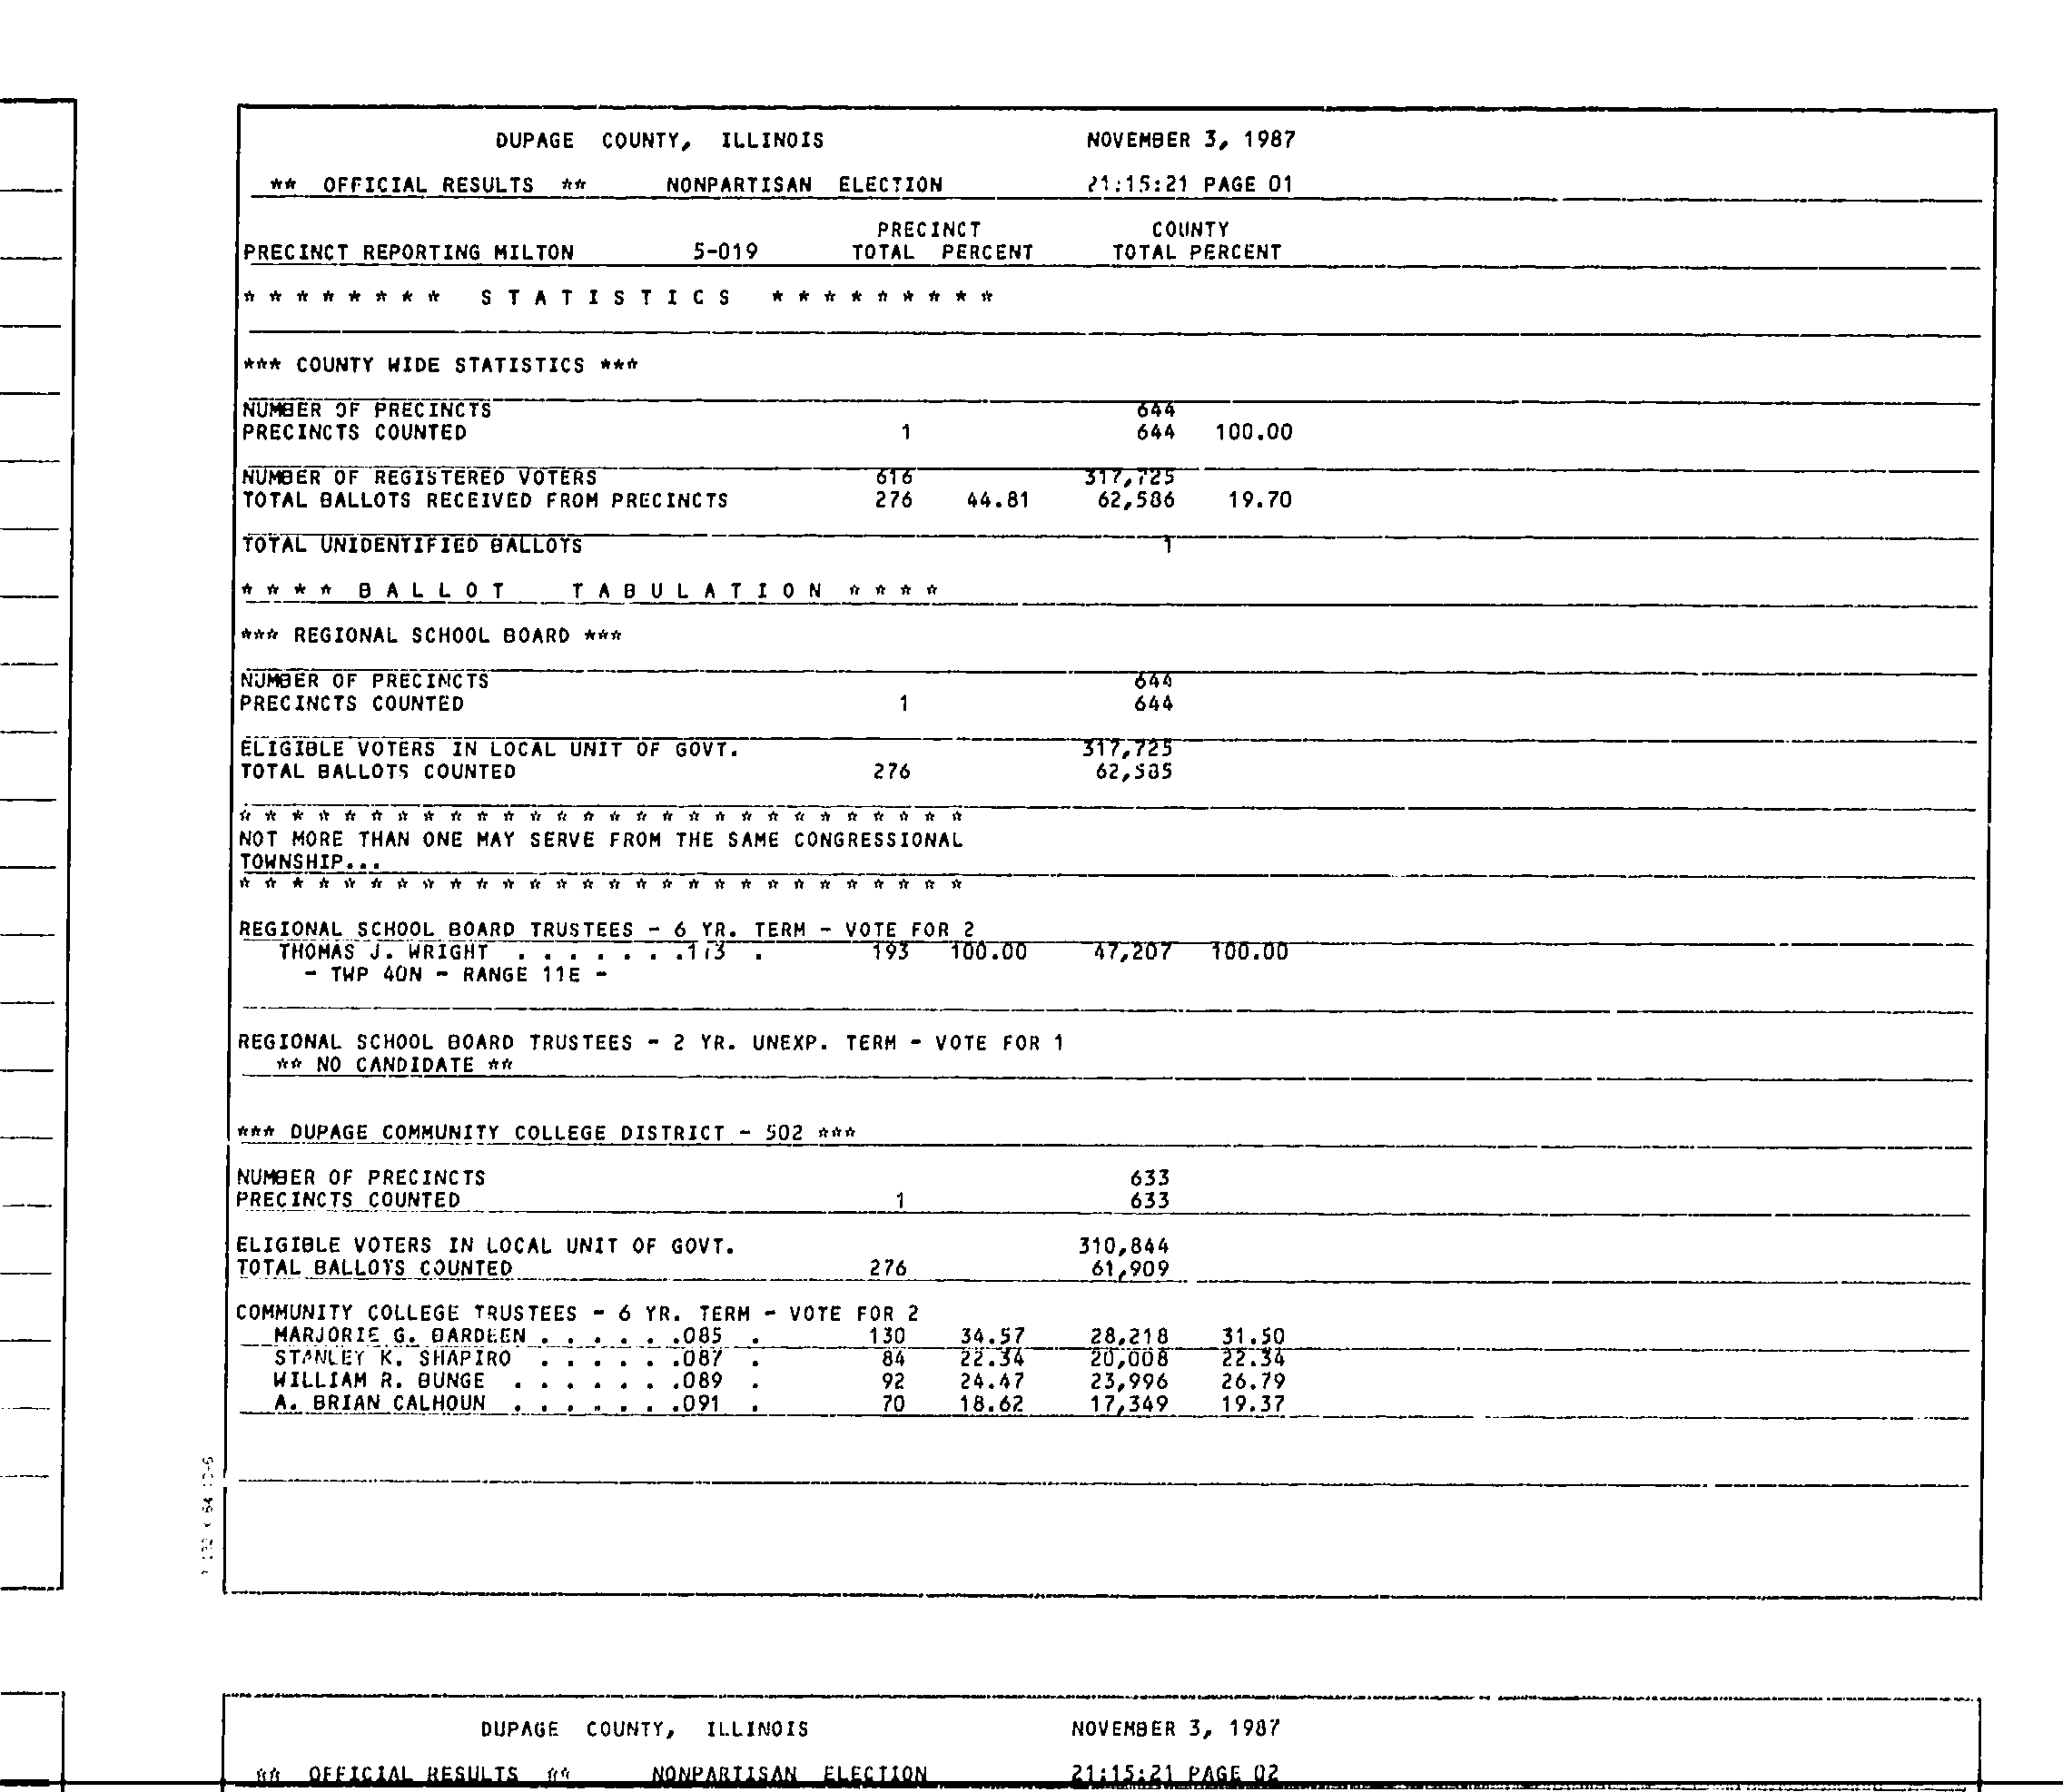 DUPAGE COUNTY, ILLINOIS NOVEMBER 3, 1987
** OFFICIAL RESULTS ** NONPARTISAN ELECTION 21:15:21 PAGE 01
PRECINCT COUNTY
PRECINCT REPORTING MILTON 5-019 TOTAL PERCENT TOTAL PERCENT
* * * * * * * * S T A T I S T I C S * * * * * * * * *
*** COUNTY WIDE STATISTICS ***
NUMBER OF PRECINCTS 644
PRECINCTS COUNTED 1 644 100.00
NUMBER OF REGISTERED VOTERS 616 317,725
TOTAL BALLOTS RECEIVED FROM PRECINCTS 276 44.81 62,586 19.70
TOTAL UNIDENTIFIED BALLOTS 1
* * * * B A L L O T T A B U L A T I O N * * * *
*** REGIONAL SCHOOL BOARD ***
NUMBER OF PRECINCTS 644
PRECINCTS COUNTED 1 644
ELIGIBLE VOTERS IN LOCAL UNIT OF GOVT. 317,725
TOTAL BALLOTS COUNTED 276 62,585
* * * * * * * * * * * * * * * * * * * * * * * * * * * *
NOT MORE THAN ONE MAY SERVE FROM THE SAME CONGRESSIONAL
TOWNSHIP...
* * * * * * * * * * * * * * * * * * * * * * * * * * * *
REGIONAL SCHOOL BOARD TRUSTEES - 6 YR. TERM - VOTE FOR 2
THOMAS J. WRIGHT . . . . . . . 193 100.00 47,207 100.00
- TWP 40N - RANGE 11E -
REGIONAL SCHOOL BOARD TRUSTEES - 2 YR. UNEXP. TERM - VOTE FOR 1
** NO CANDIDATE **
*** DUPAGE COMMUNITY COLLEGE DISTRICT - 502 ***
NUMBER OF PRECINCTS 633
PRECINCTS COUNTED 1 633
ELIGIBLE VOTERS IN LOCAL UNIT OF GOVT. 310,844
TOTAL BALLOTS COUNTED 276 61,909
COMMUNITY COLLEGE TRUSTEES - 6 YR. TERM - VOTE FOR 2
MARJORIE G. BARDEEN . . . . . .085 . 130 34.57 28,218 31.50
STANLEY K. SHAPIRO . . . . . .087 . 84 22.34 20,008 22.34
WILLIAM R. BUNGE . . . . . . .089 . 92 24.47 23,996 26.79
A. BRIAN CALHOUN . . . . . . .091 . 70 18.62 17,349 19.37
DUPAGE COUNTY, ILLINOIS NOVEMBER 3, 1987
** OFFICIAL RESULTS ** NONPARTISAN ELECTION 21:15:21 PAGE 02